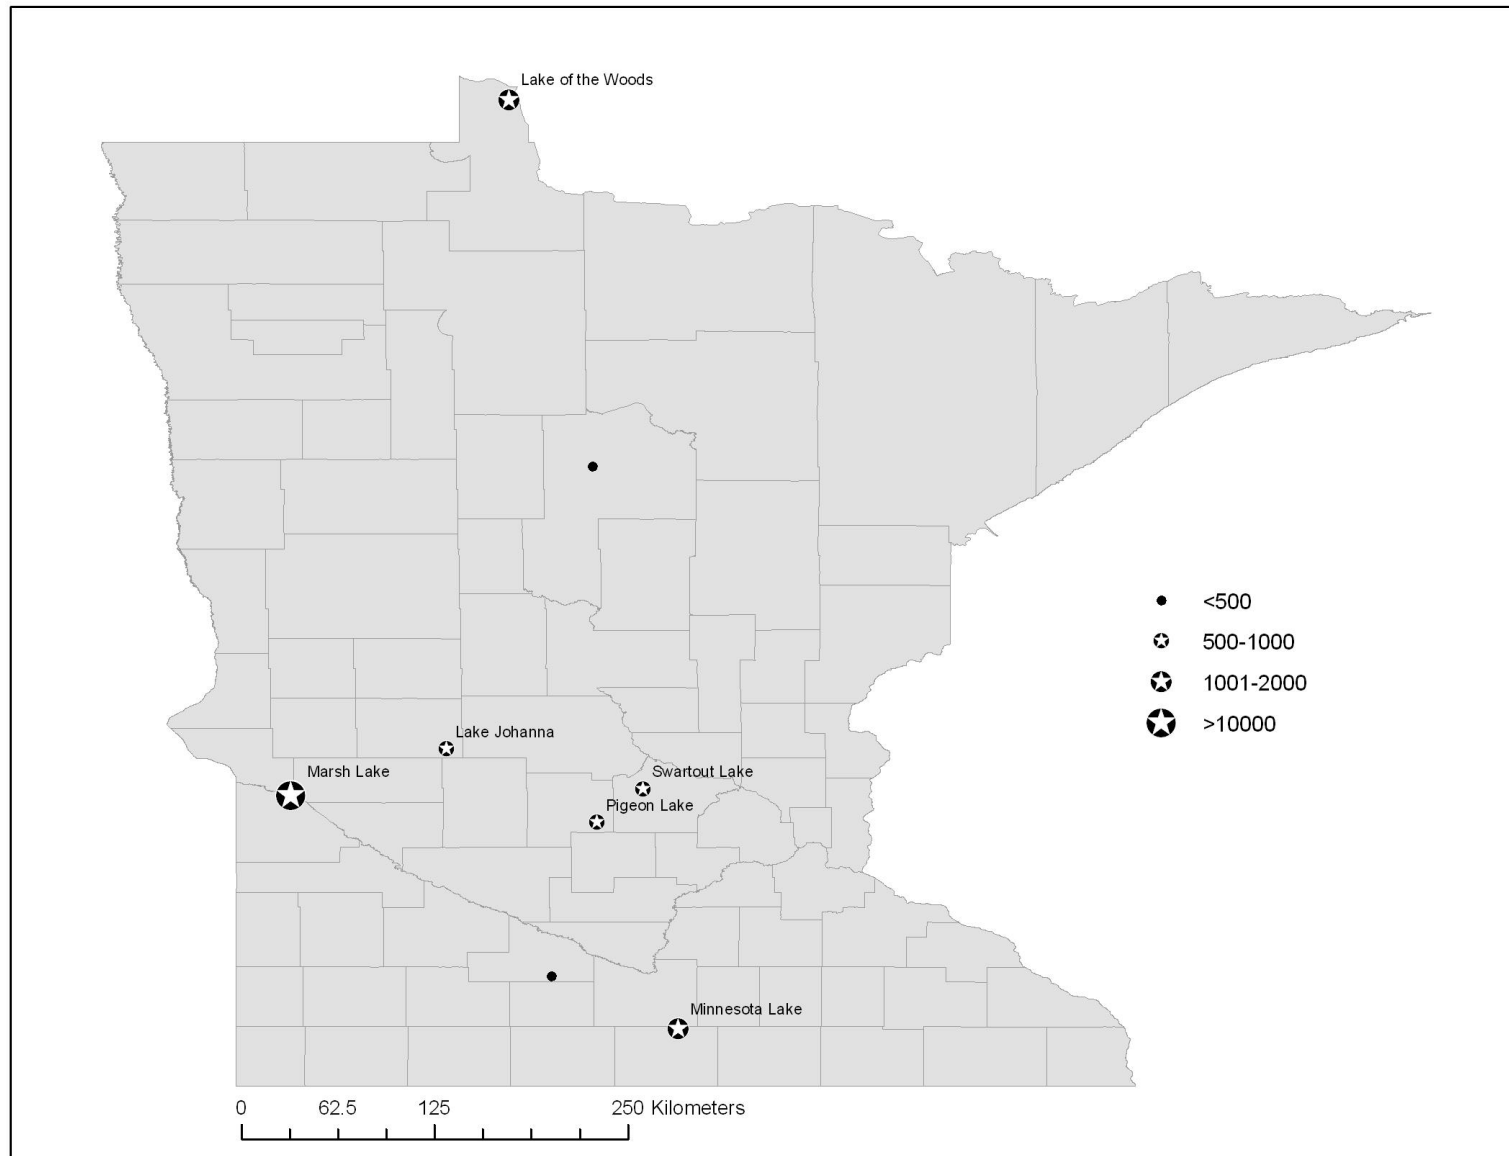 Lake of the Woods
<500
500-1000
1001-2000
>10000
Lake Johanna
Marsh Lake
Swartout Lake
Pigeon Lake
Minnesota Lake
0 62.5 125 250 Kilometers